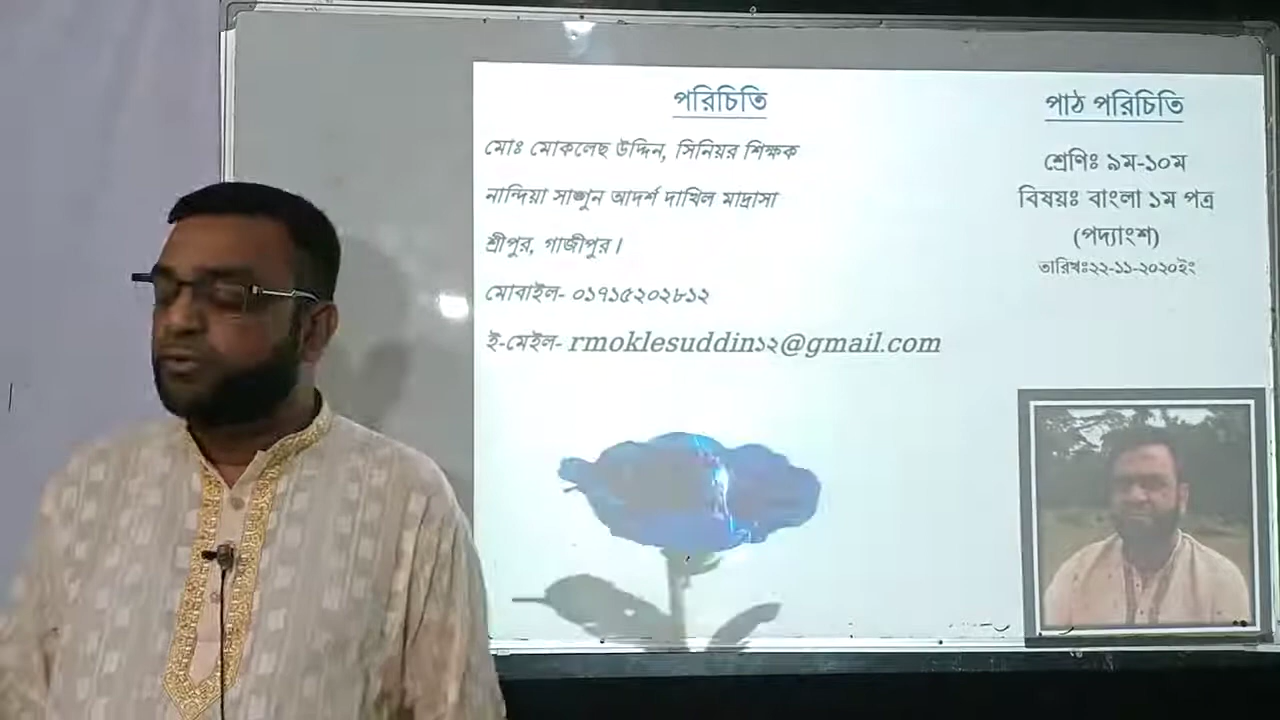 পরিচিতি
মোঃ মোকলেছ উদ্দিন, সিনিয়র শিক্ষক
নান্দিয়া সাঙ্গুন আদর্শ দাখিল মাদ্রাসা
শ্রীপুর, গাজীপুর।
মোবাইল- ০১৭১৫২০২৮১২
ই-মেইল- rmoklesuddin১২@gmail.com
পাঠ পরিচিতি
শ্রেণিঃ ৯ম-১০ম
বিষয়ঃ বাংলা ১ম পত্র
(পদ্যাংশ)
তারিখঃ২২-১১-২০২০ইং